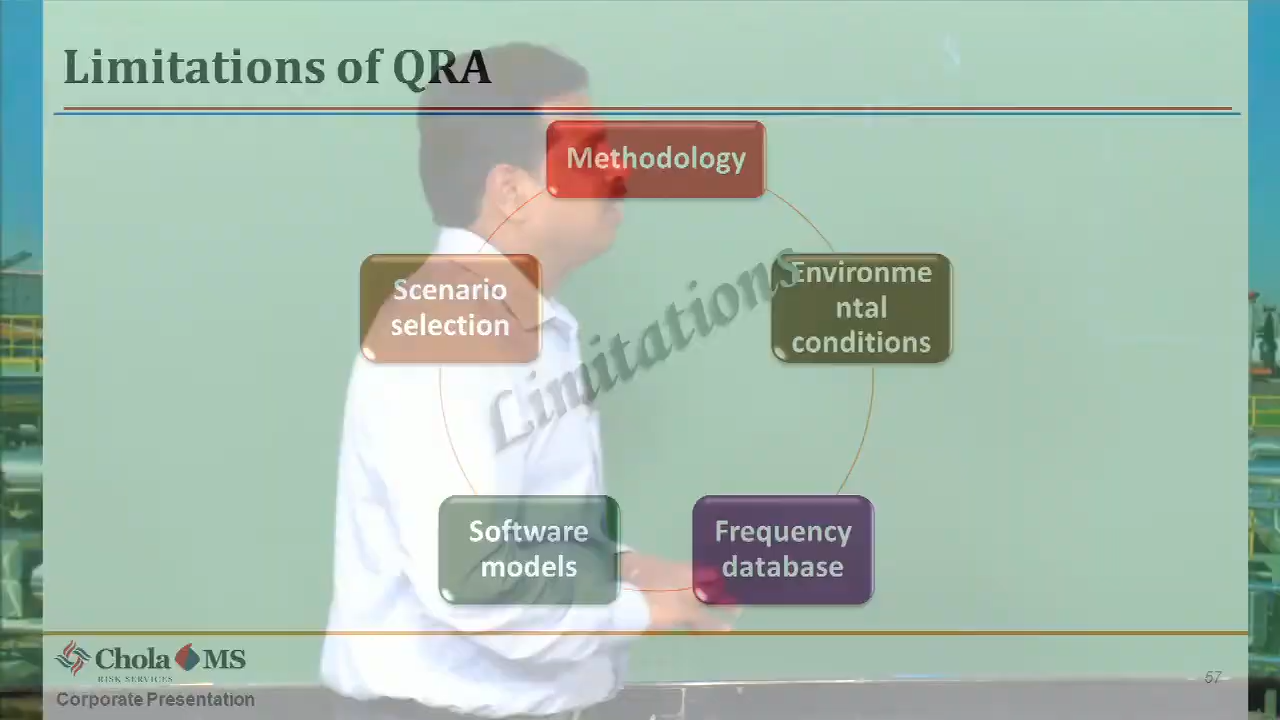 Limitations of QRA
Methodology
Scenario
selection
Environme
ntal
conditions
Limitations
Software
models
Frequency
database
Chola MS
RISK SERVICES
Corporate Presentation
57